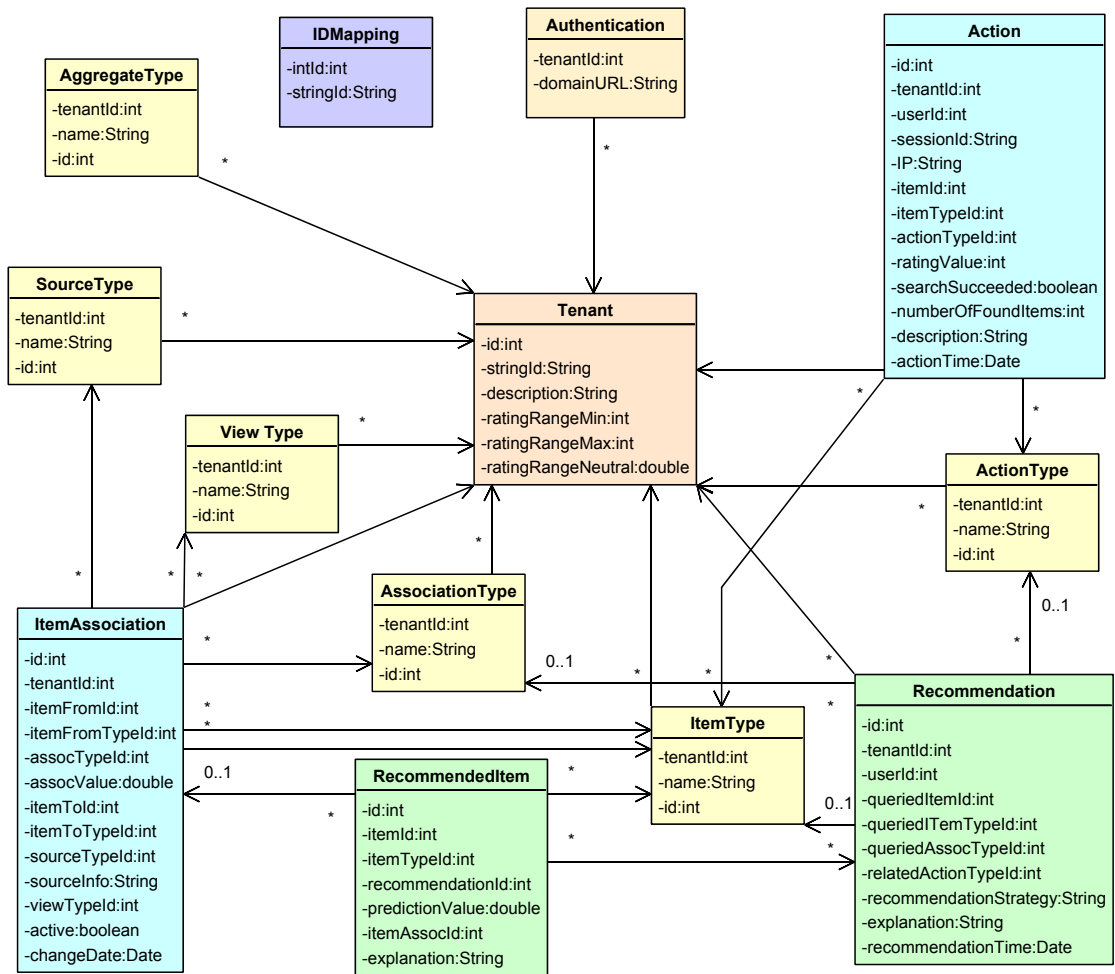 IDMapping
-intId:int
-stringId:String
Authentication
-tenantId:int
-domainURL:String
Action
-id:int
-tenantId:int
-userId:int
-sessionId:String
-IP:String
-itemId:int
-itemTypeId:int
-actionTypeId:int
-ratingValue:int
-searchSucceeded:boolean
-numberOfFoundItems:int
-description:String
-actionTime:Date
AggregateType
-tenantId:int
-name:String
-id:int
*
*
SourceType
-tenantId:int
-name:String
-id:int
*
Tenant
-id:int
-stringId:String
-description:String
-ratingRangeMin:int
-ratingRangeMax:int
-ratingRangeNeutral:double
*
*
View Type
-tenantId:int
-name:String
-id:int
*
ActionType
-tenantId:int
-name:String
-id:int
*
*
0..1
*
*
*
*
AssociationType
-tenantId:int
-name:String
-id:int
ItemAssociation
-id:int
-tenantId:int
-itemFromId:int
-itemFromTypeId:int
-assocTypeId:int
-assocValue:double
-itemToId:int
-itemToTypeId:int
-sourceTypeId:int
-sourceInfo:String
-viewTypeId:int
-active:boolean
-changeDate:Date
*
*
*
0..1
*
0..1
*
*
*
*
ItemType
-tenantId:int
-name:String
-id:int
*
0..1
*
*
RecommendedItem
-id:int
-itemId:int
-itemTypeId:int
-recommendationId:int
-predictionValue:double
-itemAssocId:int
-explanation:String
Recommendation
-id:int
-tenantId:int
-userId:int
-queriedItemId:int
-queriedITemTypeId:int
-queriedAssocTypeId:int
-relatedActionTypeId:int
-recommendationStrategy:String
-explanation:String
-recommendationTime:Date